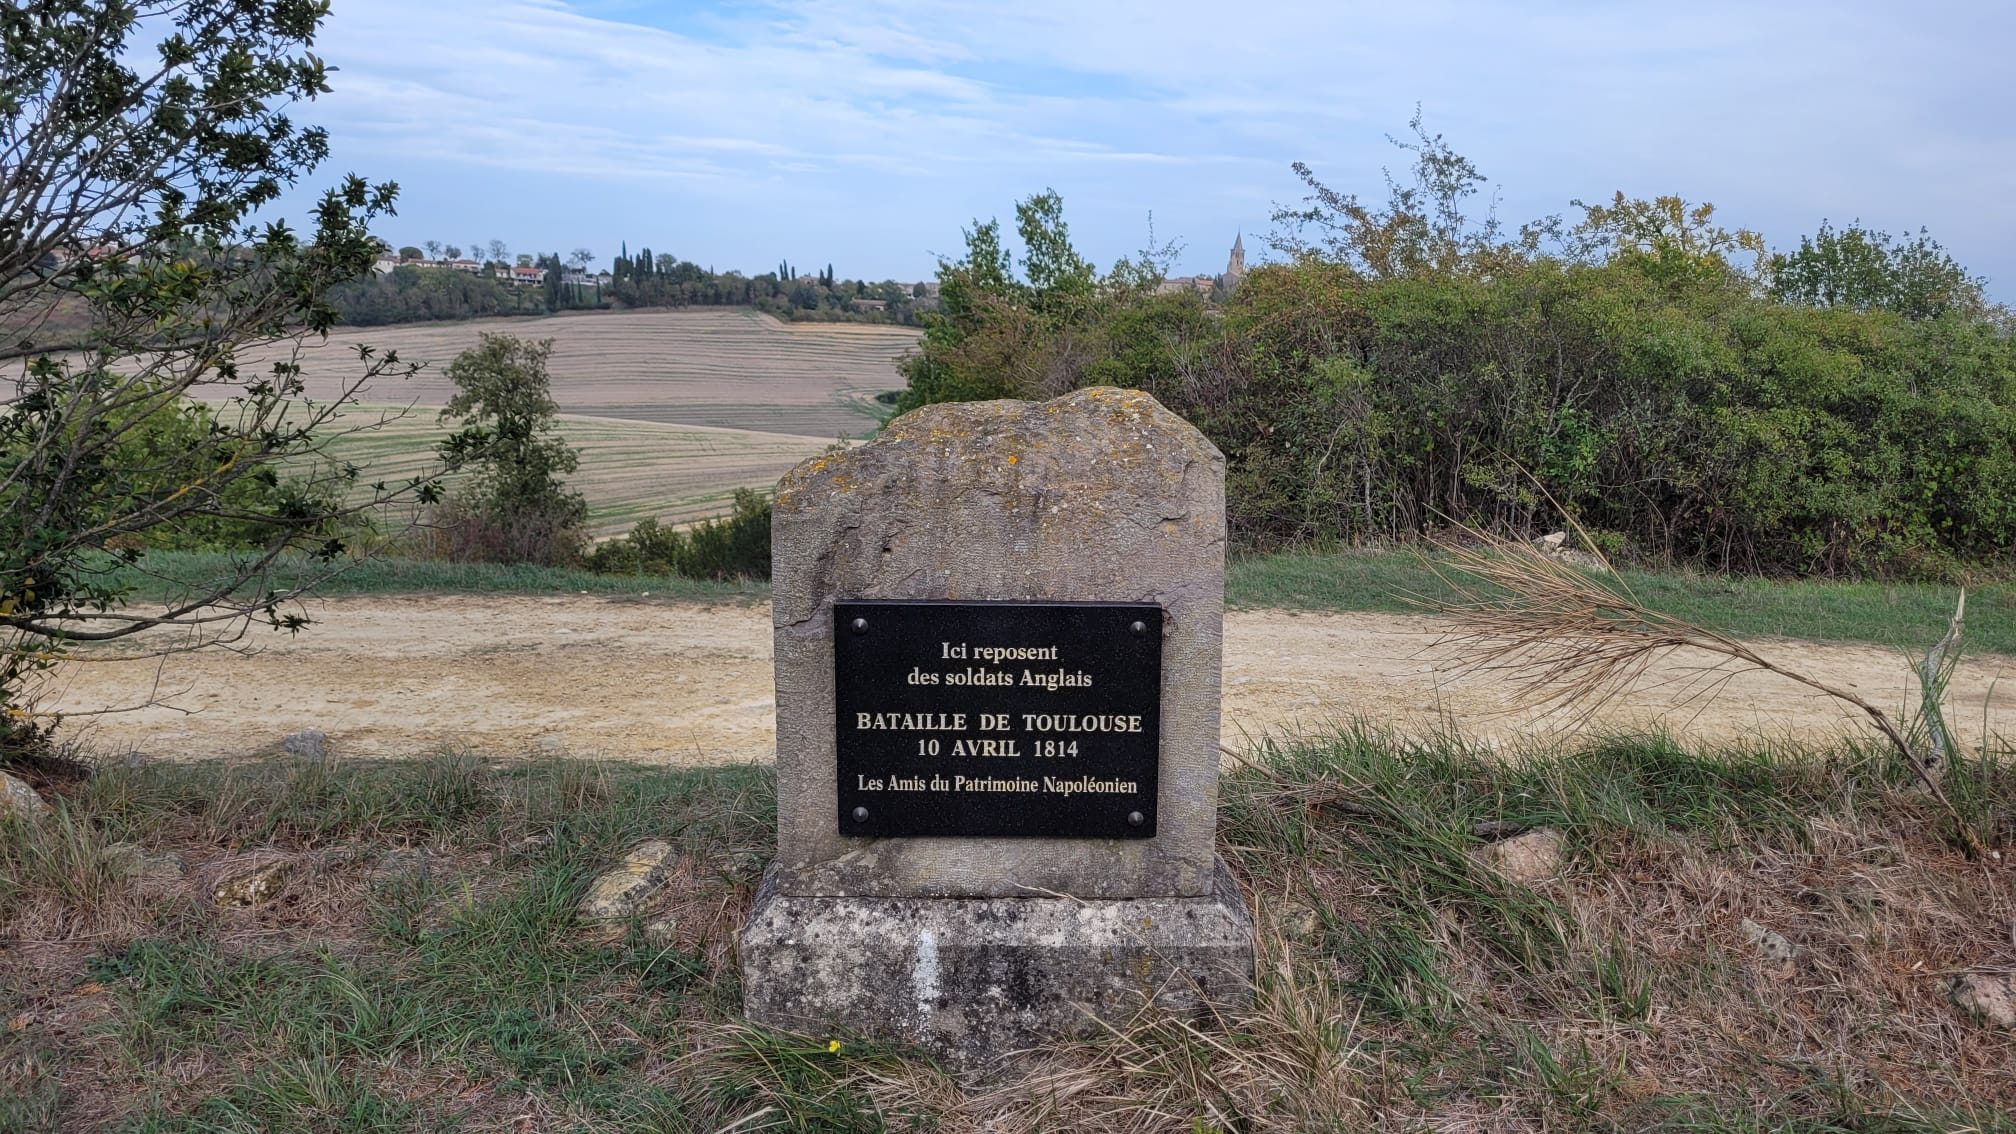 Ici reposent
des soldats Anglais
BATAILLE DE TOULOUSE
10 AVRIL 1814
Les Amis du Patrimoine Napoléonien